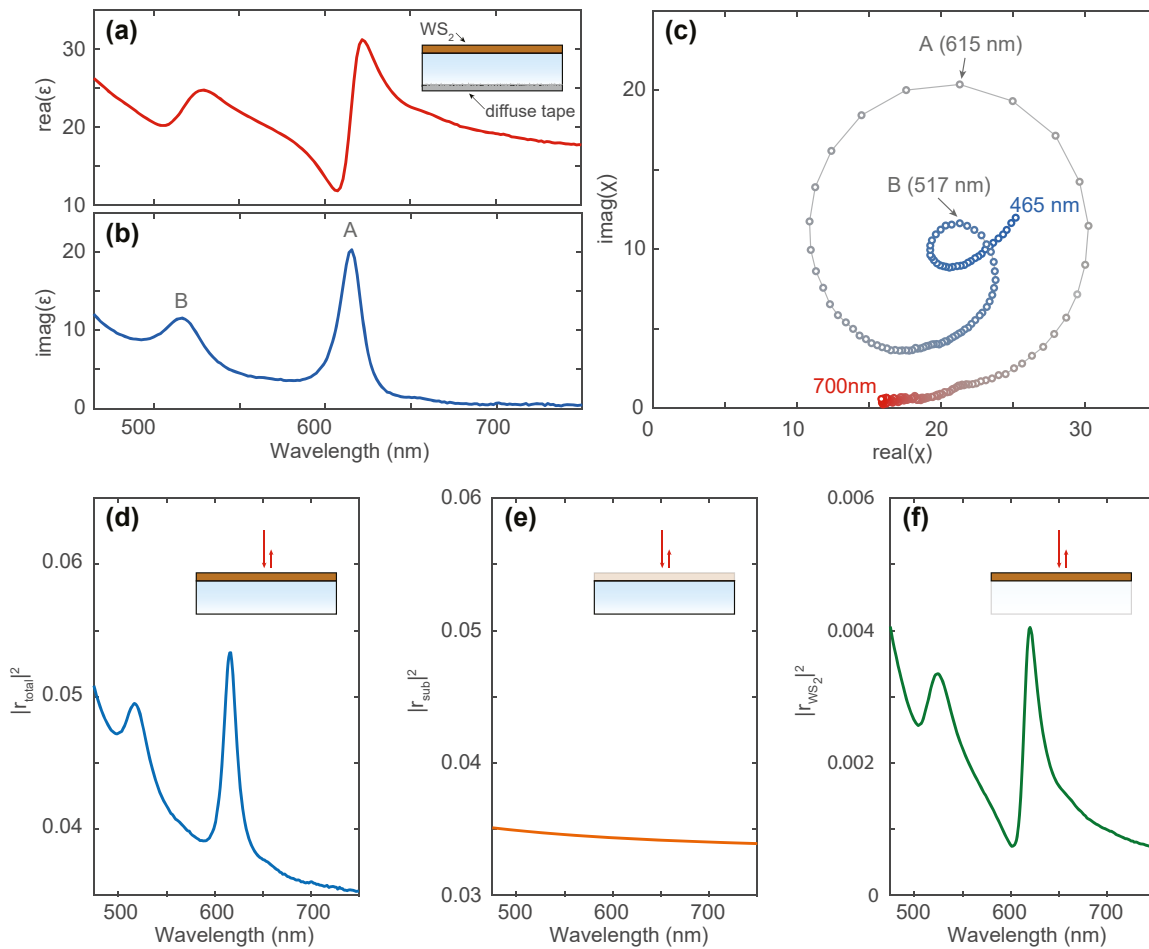 (a)
WS2
diffuse tape
rea(ε)
30
20
10
(b)
A
B
imag(ε)
20
10
0
500
600
700
Wavelength (nm)
(c)
A (615 nm)
B (517 nm)
465 nm
700nm
imag(χ)
20
10
0
0
10
20
30
real(χ)
(d)
|r_total|²
0.06
0.05
0.04
500
600
700
Wavelength (nm)
(e)
|r_sub|²
0.06
0.05
0.04
0.03
500
600
700
Wavelength (nm)
(f)
|r_WS2|²
0.006
0.004
0.002
0
500
600
700
Wavelength (nm)